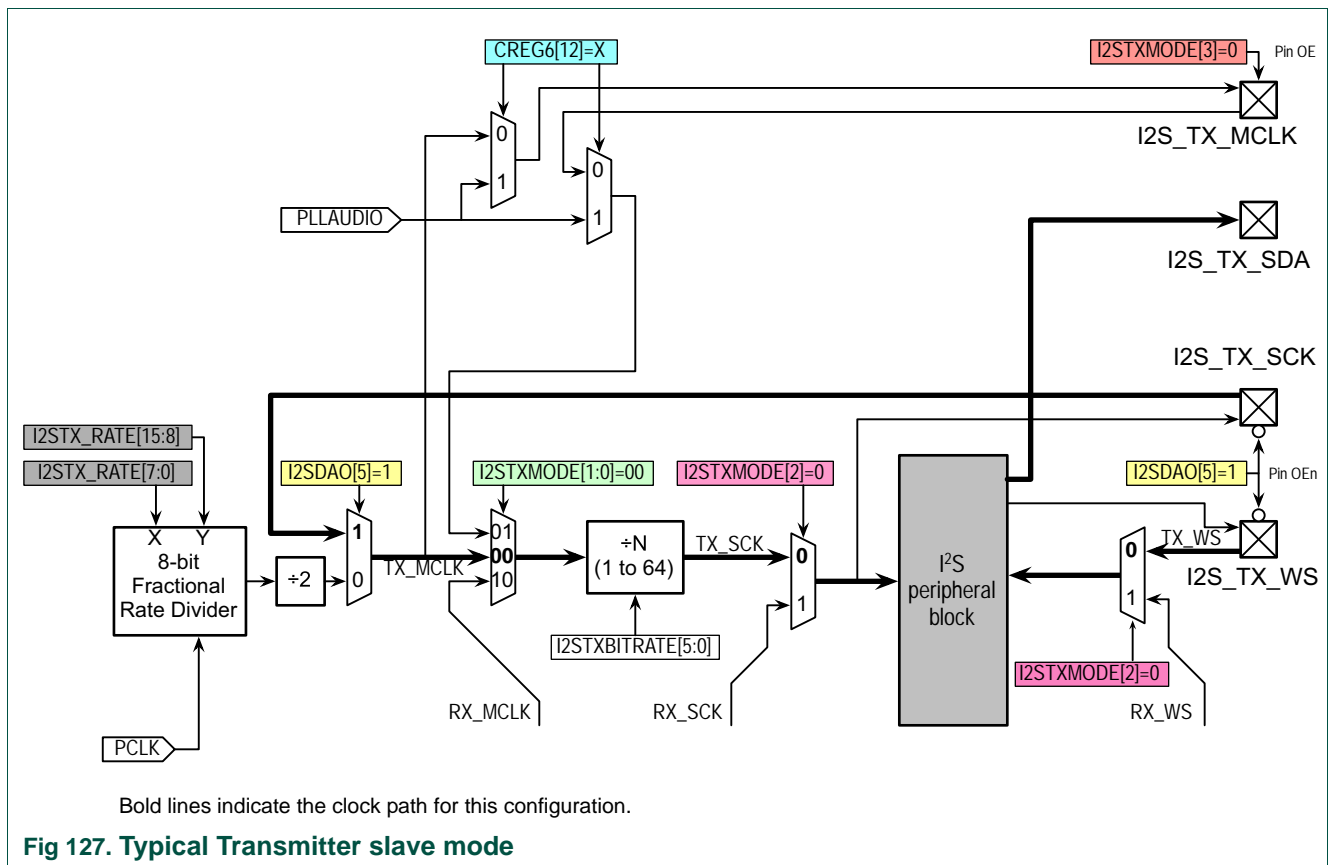 CREG6[12]=X
I2STXMODE[3]=0
Pin OE
0
1
0
1
I2S_TX_MCLK
PLLAUDIO
I2S_TX_SDA
I2S_TX_SCK
I2STX_RATE[15:8]
I2STX_RATE[7:0]
I2SDAO[5]=1
I2STXMODE[1:0]=00
I2STXMODE[2]=0
I2SDAO[5]=1
Pin OEn
X
Y
8-bit
Fractional
Rate Divider
÷2
1
0
TX_MCLK
01
00
10
÷N
(1 to 64)
TX_SCK
0
1
I2S
peripheral
block
0
1
TX_WS
I2S_TX_WS
I2STXBITRATE[5:0]
I2STXMODE[2]=0
RX_MCLK
RX_SCK
RX_WS
PCLK
Bold lines indicate the clock path for this configuration.
Fig 127. Typical Transmitter slave mode